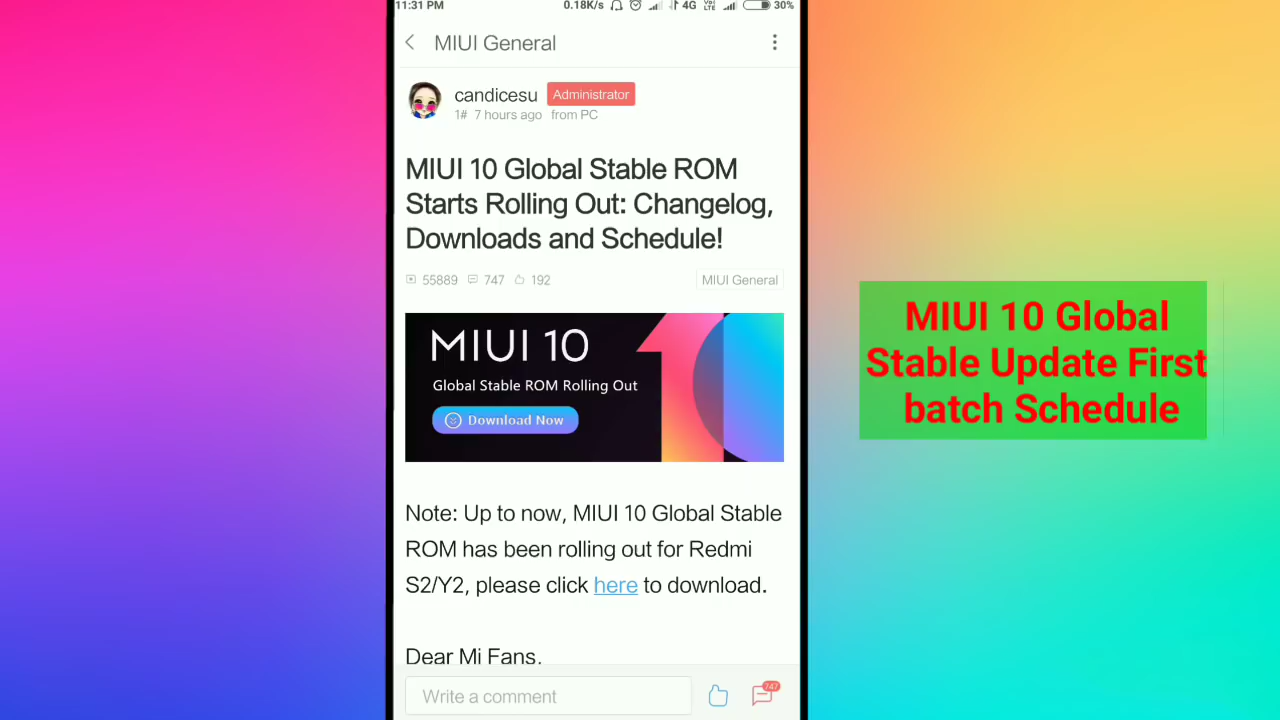 11:31 PM 0.18K/s 4G VoLTE 30%
MIUI General
candicesu Administrator
1# 7 hours ago from PC
MIUI 10 Global Stable ROM
Starts Rolling Out: Changelog,
Downloads and Schedule!
55889 747 192 MIUI General
MIUI 10
Global Stable ROM Rolling Out
Download Now
Note: Up to now, MIUI 10 Global Stable
ROM has been rolling out for Redmi
S2/Y2, please click here to download.
Dear Mi Fans,
Write a comment 747
MIUI 10 Global
Stable Update First
batch Schedule